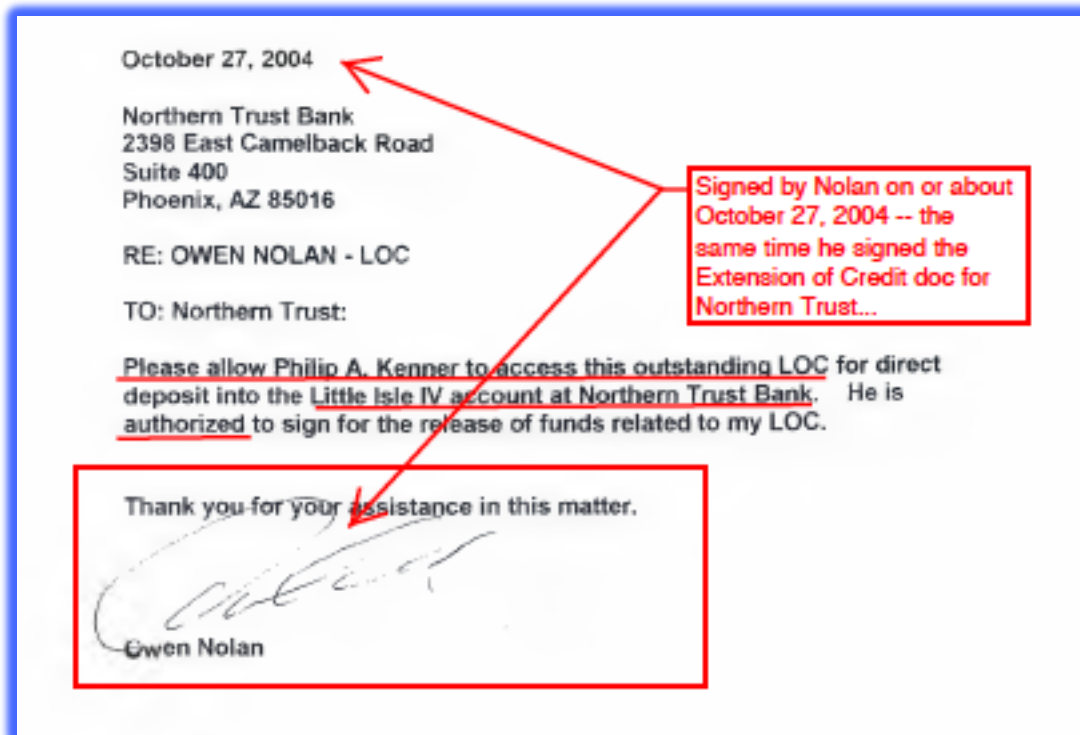 October 27, 2004
Northern Trust Bank
2398 East Camelback Road
Suite 400
Phoenix, AZ 85016
RE: OWEN NOLAN - LOC
TO: Northern Trust:
Please allow Philip A. Kenner to access this outstanding LOC for direct
deposit into the Little Isle IV account at Northern Trust Bank. He is
authorized to sign for the release of funds related to my LOC.
Thank you for your assistance in this matter.
Owen Nolan
Signed by Nolan on or about
October 27, 2004 -- the
same time he signed the
Extension of Credit doc for
Northern Trust...